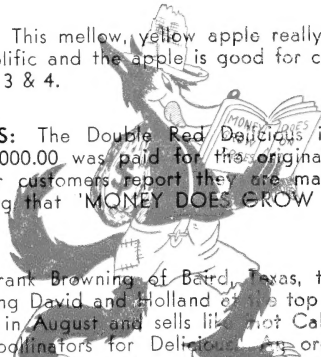 This mellow, yellow apple really
lific and the apple is good for c
3 & 4.
S: The Double Red Delicious i
000.00 was paid for the origina
customers report they are ma
g that 'MONEY DOES GROW
MONEY DOES
rank Browning of Baird, Texas, t
ng David and Holland at the top
in August and sells like hot Cal
pollinators for Delicious. An or